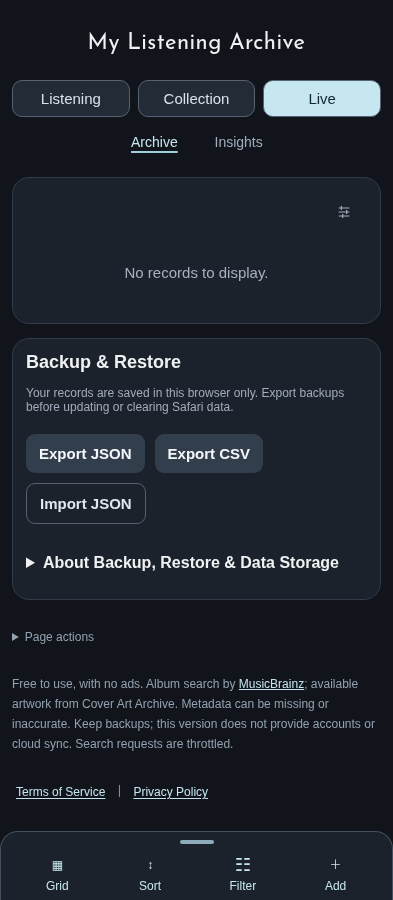 My Listening Archive
Listening Collection Live
Archive Insights
No records to display.
Backup & Restore
Your records are saved in this browser only. Export backups
before updating or clearing Safari data.
Export JSON Export CSV
Import JSON
About Backup, Restore & Data Storage
Page actions
Free to use, with no ads. Album search by MusicBrainz; available
artwork from Cover Art Archive. Metadata can be missing or
inaccurate. Keep backups; this version does not provide accounts or
cloud sync. Search requests are throttled.
Terms of Service | Privacy Policy
Grid Sort Filter Add